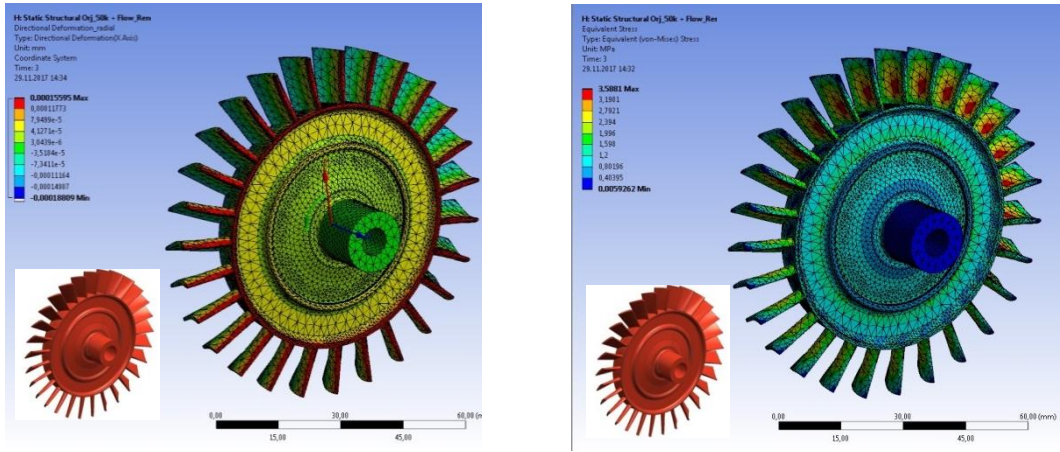 H: Static Structural Orj_50k + Flow_Ren
Directional Deformation_radial
Type: Directional Deformation(X Axis)
Unit: mm
Coordinate System
Time: 3
29.11.2017 14:34
0,00015595 Max
0,00011773
7,9499e-5
4,1271e-5
3,0439e-6
-3,5184e-5
-7,3411e-5
-0,00011164
-0,00014987
-0,00018809 Min
0,00
30,00
60,00 (m
15,00
45,00
H: Static Structural Orj_50k + Flow_Ren
Equivalent Stress
Type: Equivalent (von-Mises) Stress
Unit: MPa
Time: 3
29.11.2017 14:32
3,5881 Max
3,1901
2,7921
2,394
1,996
1,598
1,2
0,80196
0,40395
0,0059262 Min
0,00
30,00
60,00 (mm)
15,00
45,00